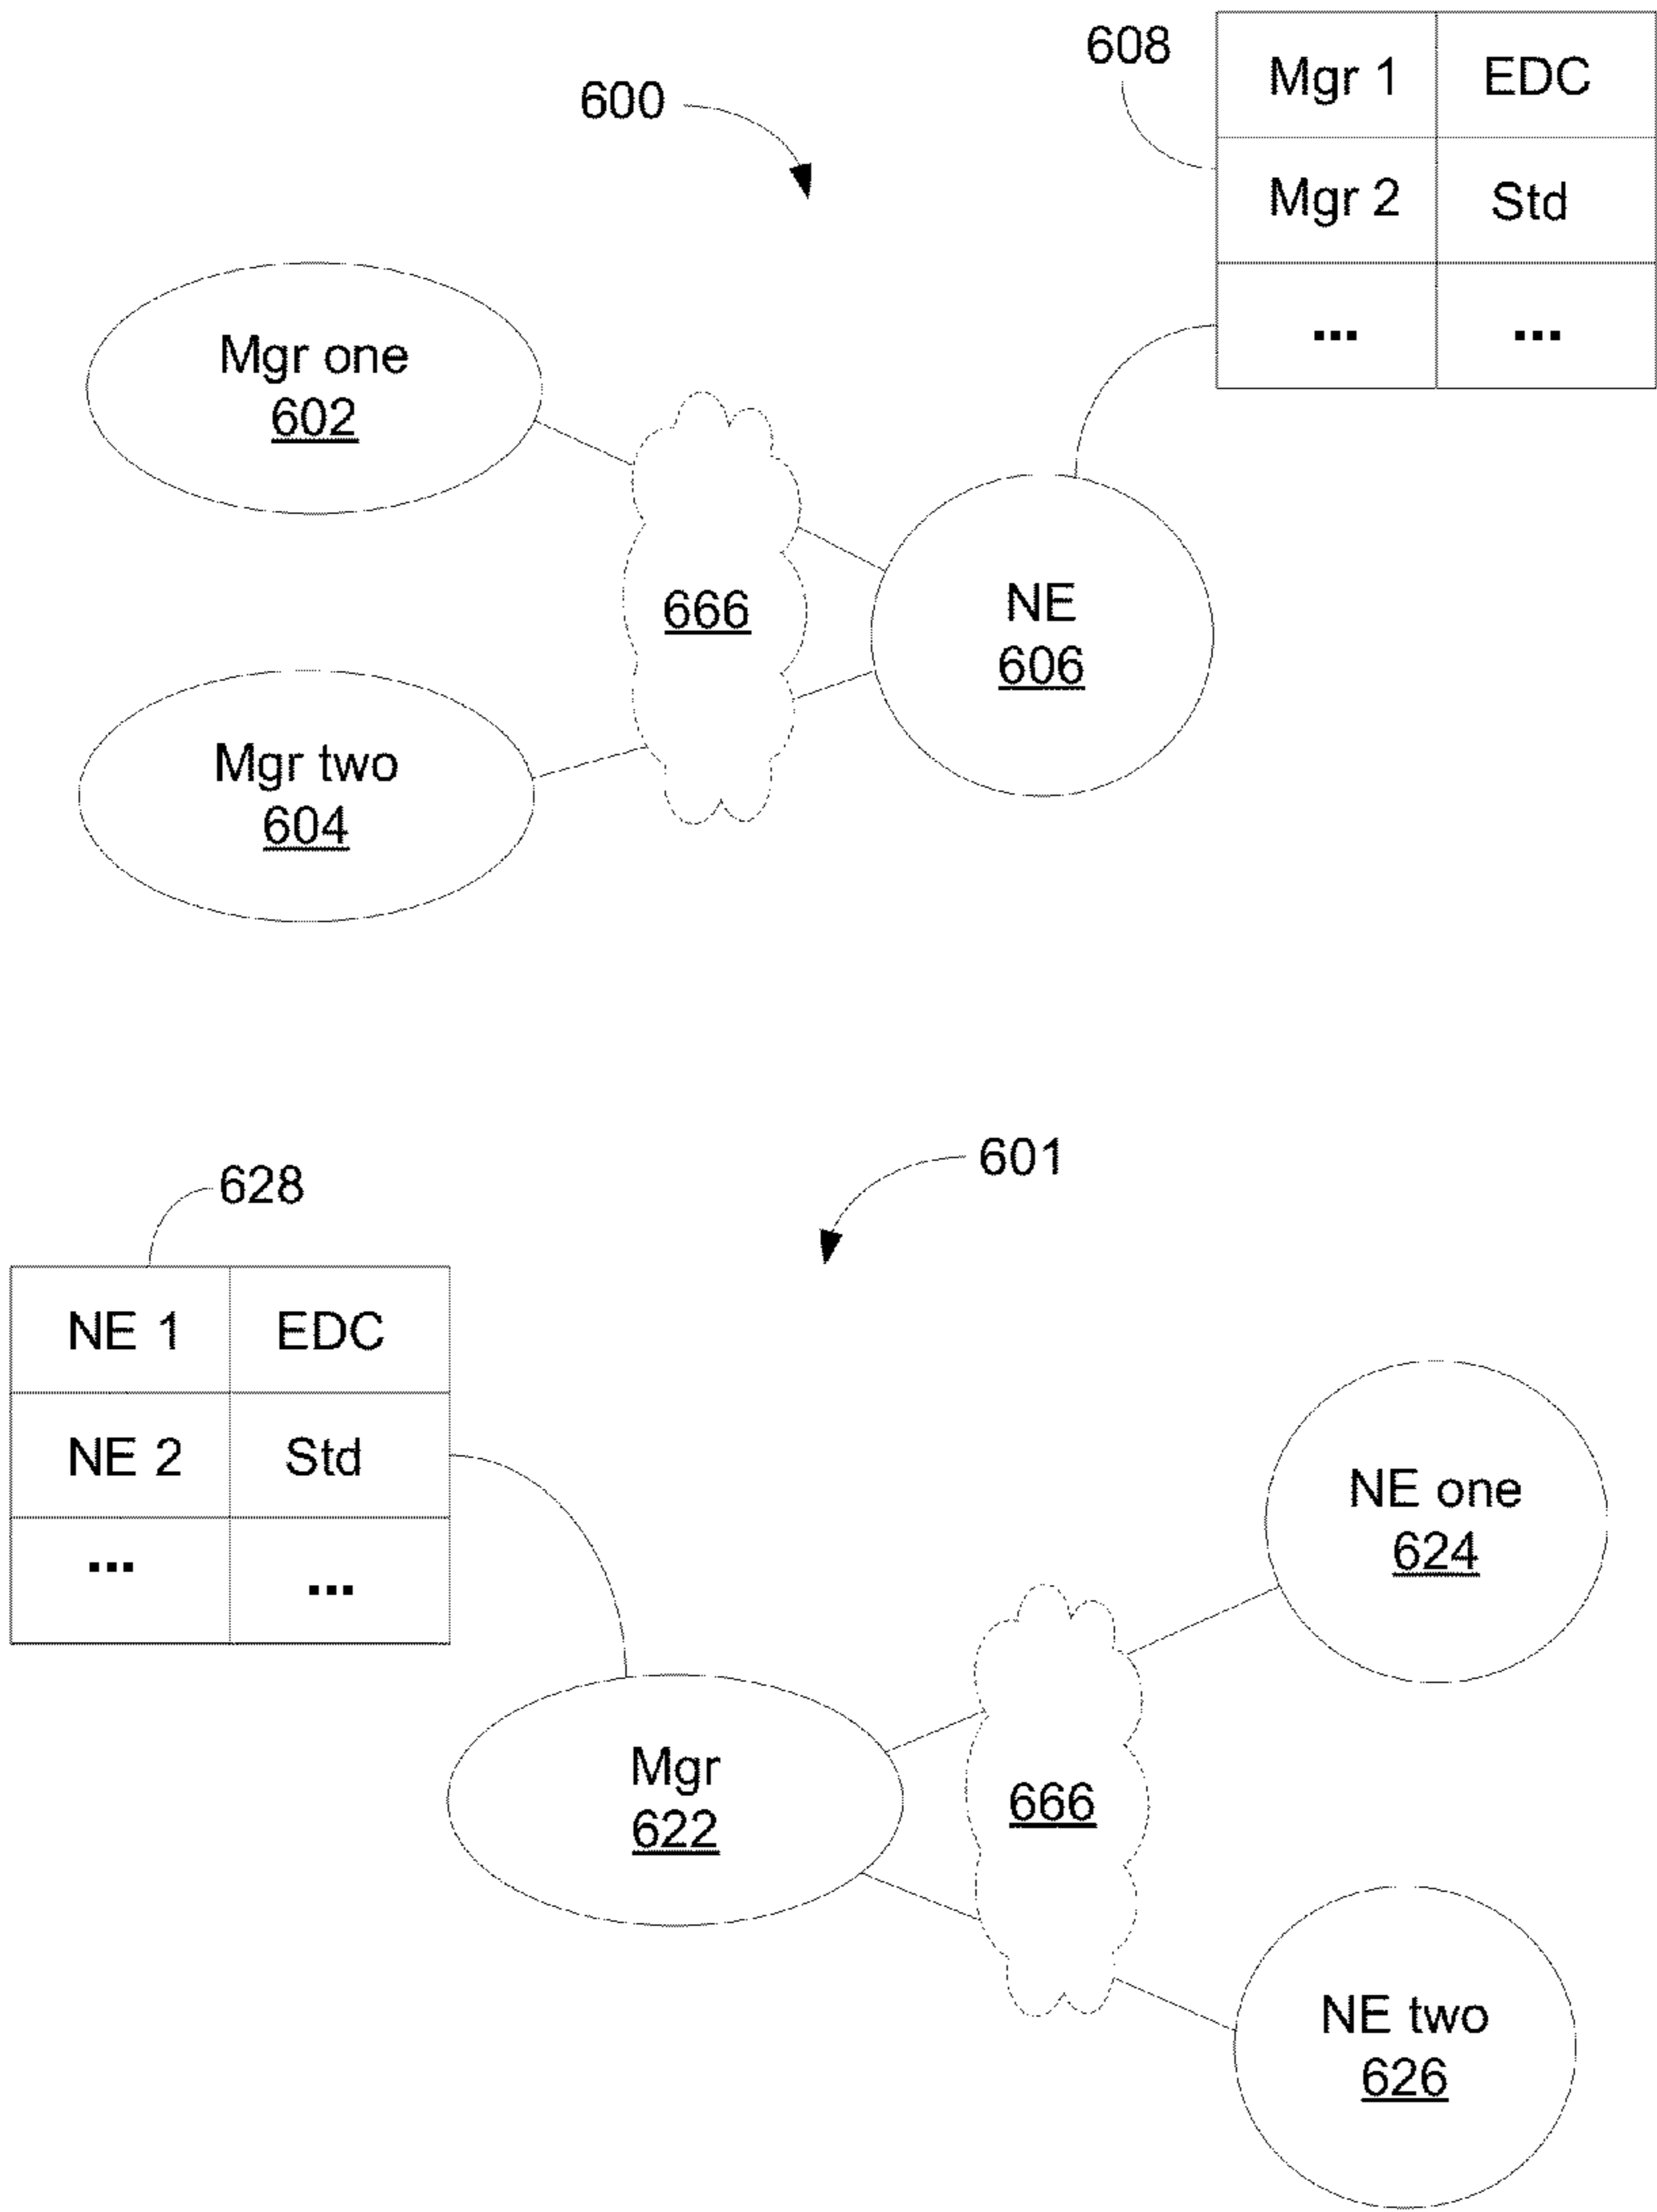 608
Mgr 1 EDC
600
Mgr 2 Std
... ...
Mgr one
602
666
NE
606
Mgr two
604
601
628
NE 1 EDC
NE 2 Std
... ...
NE one
624
Mgr
622
666
NE two
626